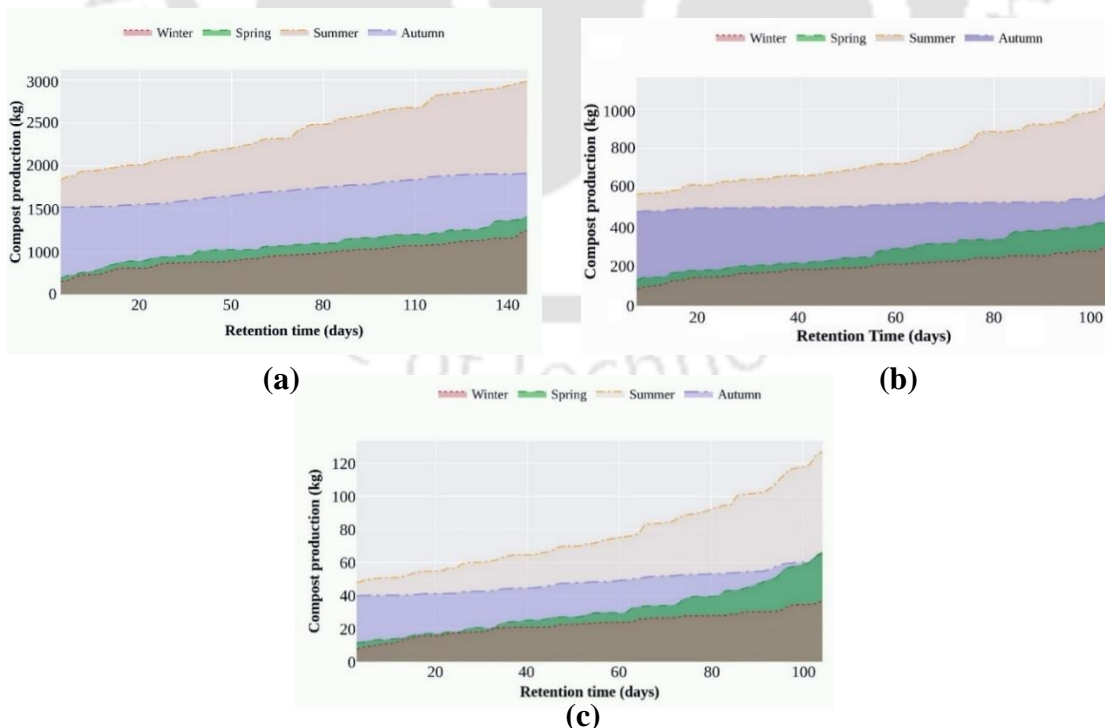 Winter Spring Summer Autumn
Compost production (kg)
3000
2500
2000
1500
1000
0
20 50 80 110 140
Retention time (days)
(a)
Winter Spring Summer Autumn
Compost production (kg)
1000
800
600
400
200
0
20 40 60 80 100
Retention Time (days)
(b)
Winter Spring Summer Autumn
Compost production (kg)
120
100
80
60
40
20
0
20 40 60 80 100
Retention time (days)
(c)